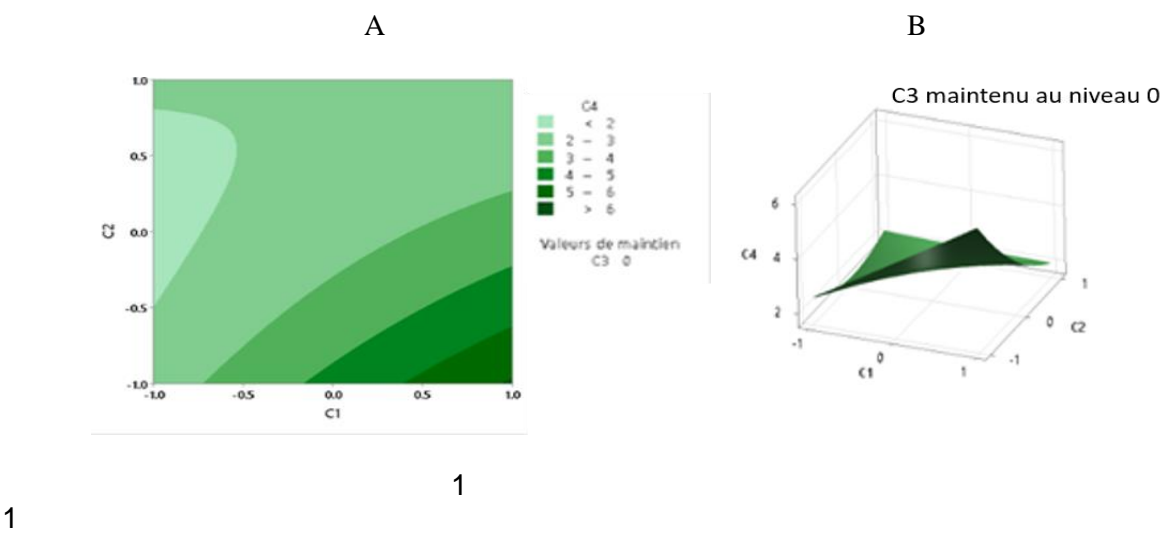 A
B
1.0
0.5
0.0
-0.5
-1.0
C2
-1.0 -0.5 0.0 0.5 1.0
C1
C4
< 2
2 – 3
3 – 4
4 – 5
5 – 6
> 6
Valeurs de maintien
C3 0
C3 maintenu au niveau 0
6
C4 4
2
-1
0
1
C1
-1
0
1
C2
1
1